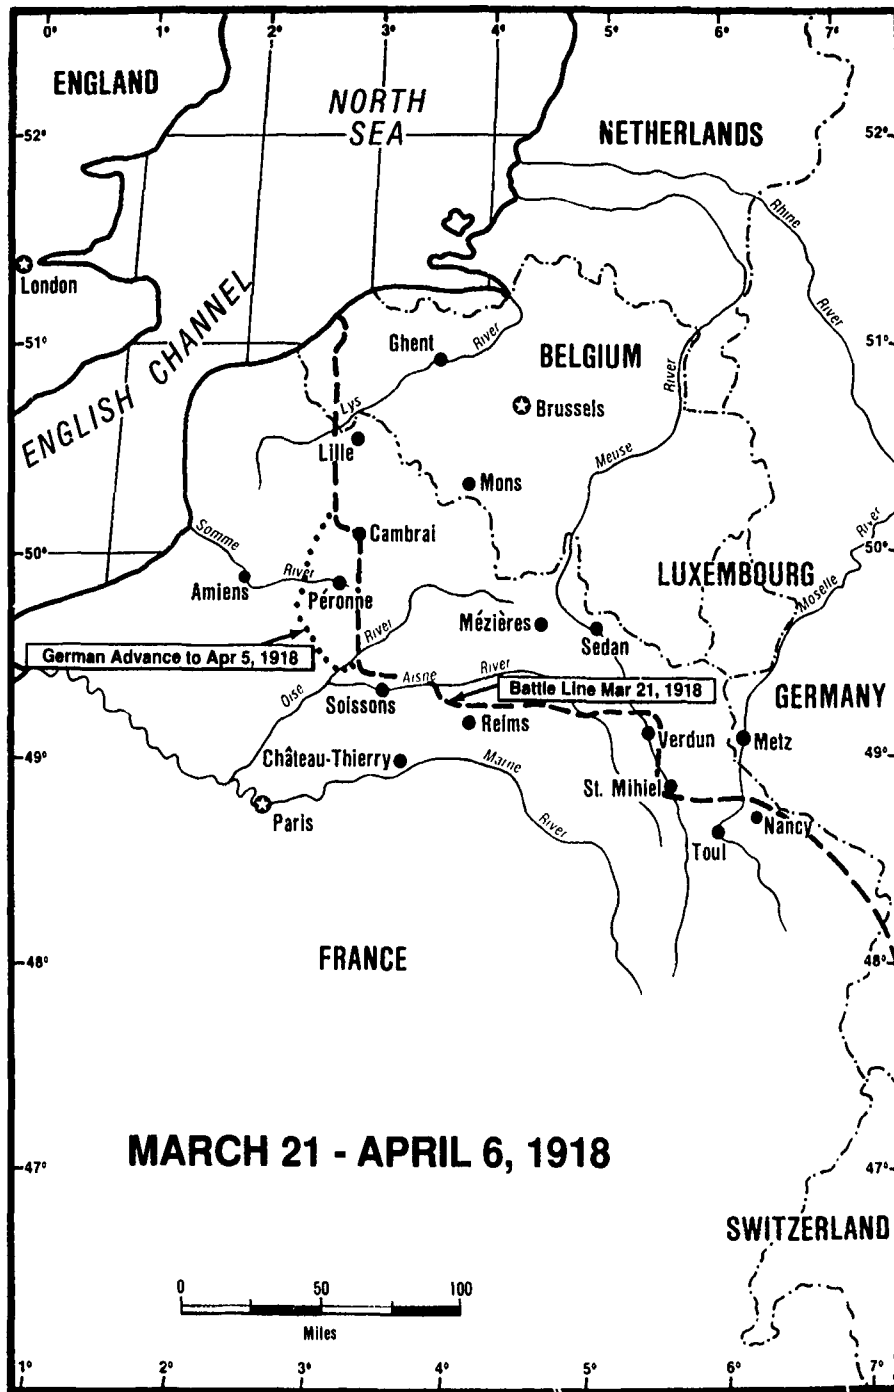 0° 1° 2° 3° 4° 5° 6° 7°
ENGLAND
NORTH
SEA
NETHERLANDS
52° 52°
Rhine
River
London
ENGLISH CHANNEL
51° 51°
Ghent
River
BELGIUM
River
Lys
Brussels
Lille
Meuse
Mons
Somme
River
Cambrai
River
50° 50°
Amiens
Péronne
LUXEMBOURG
Moselle
Mézières
Sedan
River
German Advance to Apr 5, 1918
Oise
Aisne
River
Battle Line Mar 21, 1918
GERMANY
Soissons
Reims
Verdun
Metz
49° 49°
Château-Thierry
Marne
River
St. Mihiel
Paris
Nancy
Toul
FRANCE
48° 48°
MARCH 21 - APRIL 6, 1918
47° 47°
SWITZERLAND
0 50 100
Miles
1° 2° 3° 4° 5° 6° 7°